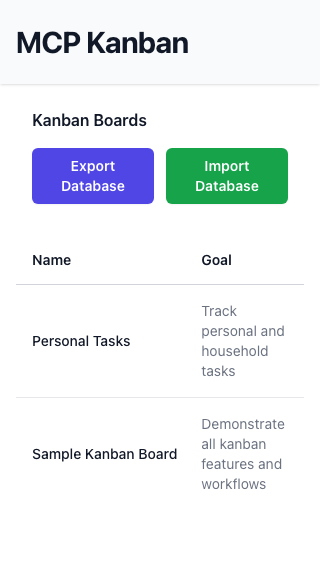 MCP Kanban
Kanban Boards
Export
Database
Import
Database
Name
Goal
Personal Tasks
Track
personal and
household
tasks
Sample Kanban Board
Demonstrate
all kanban
features and
workflows